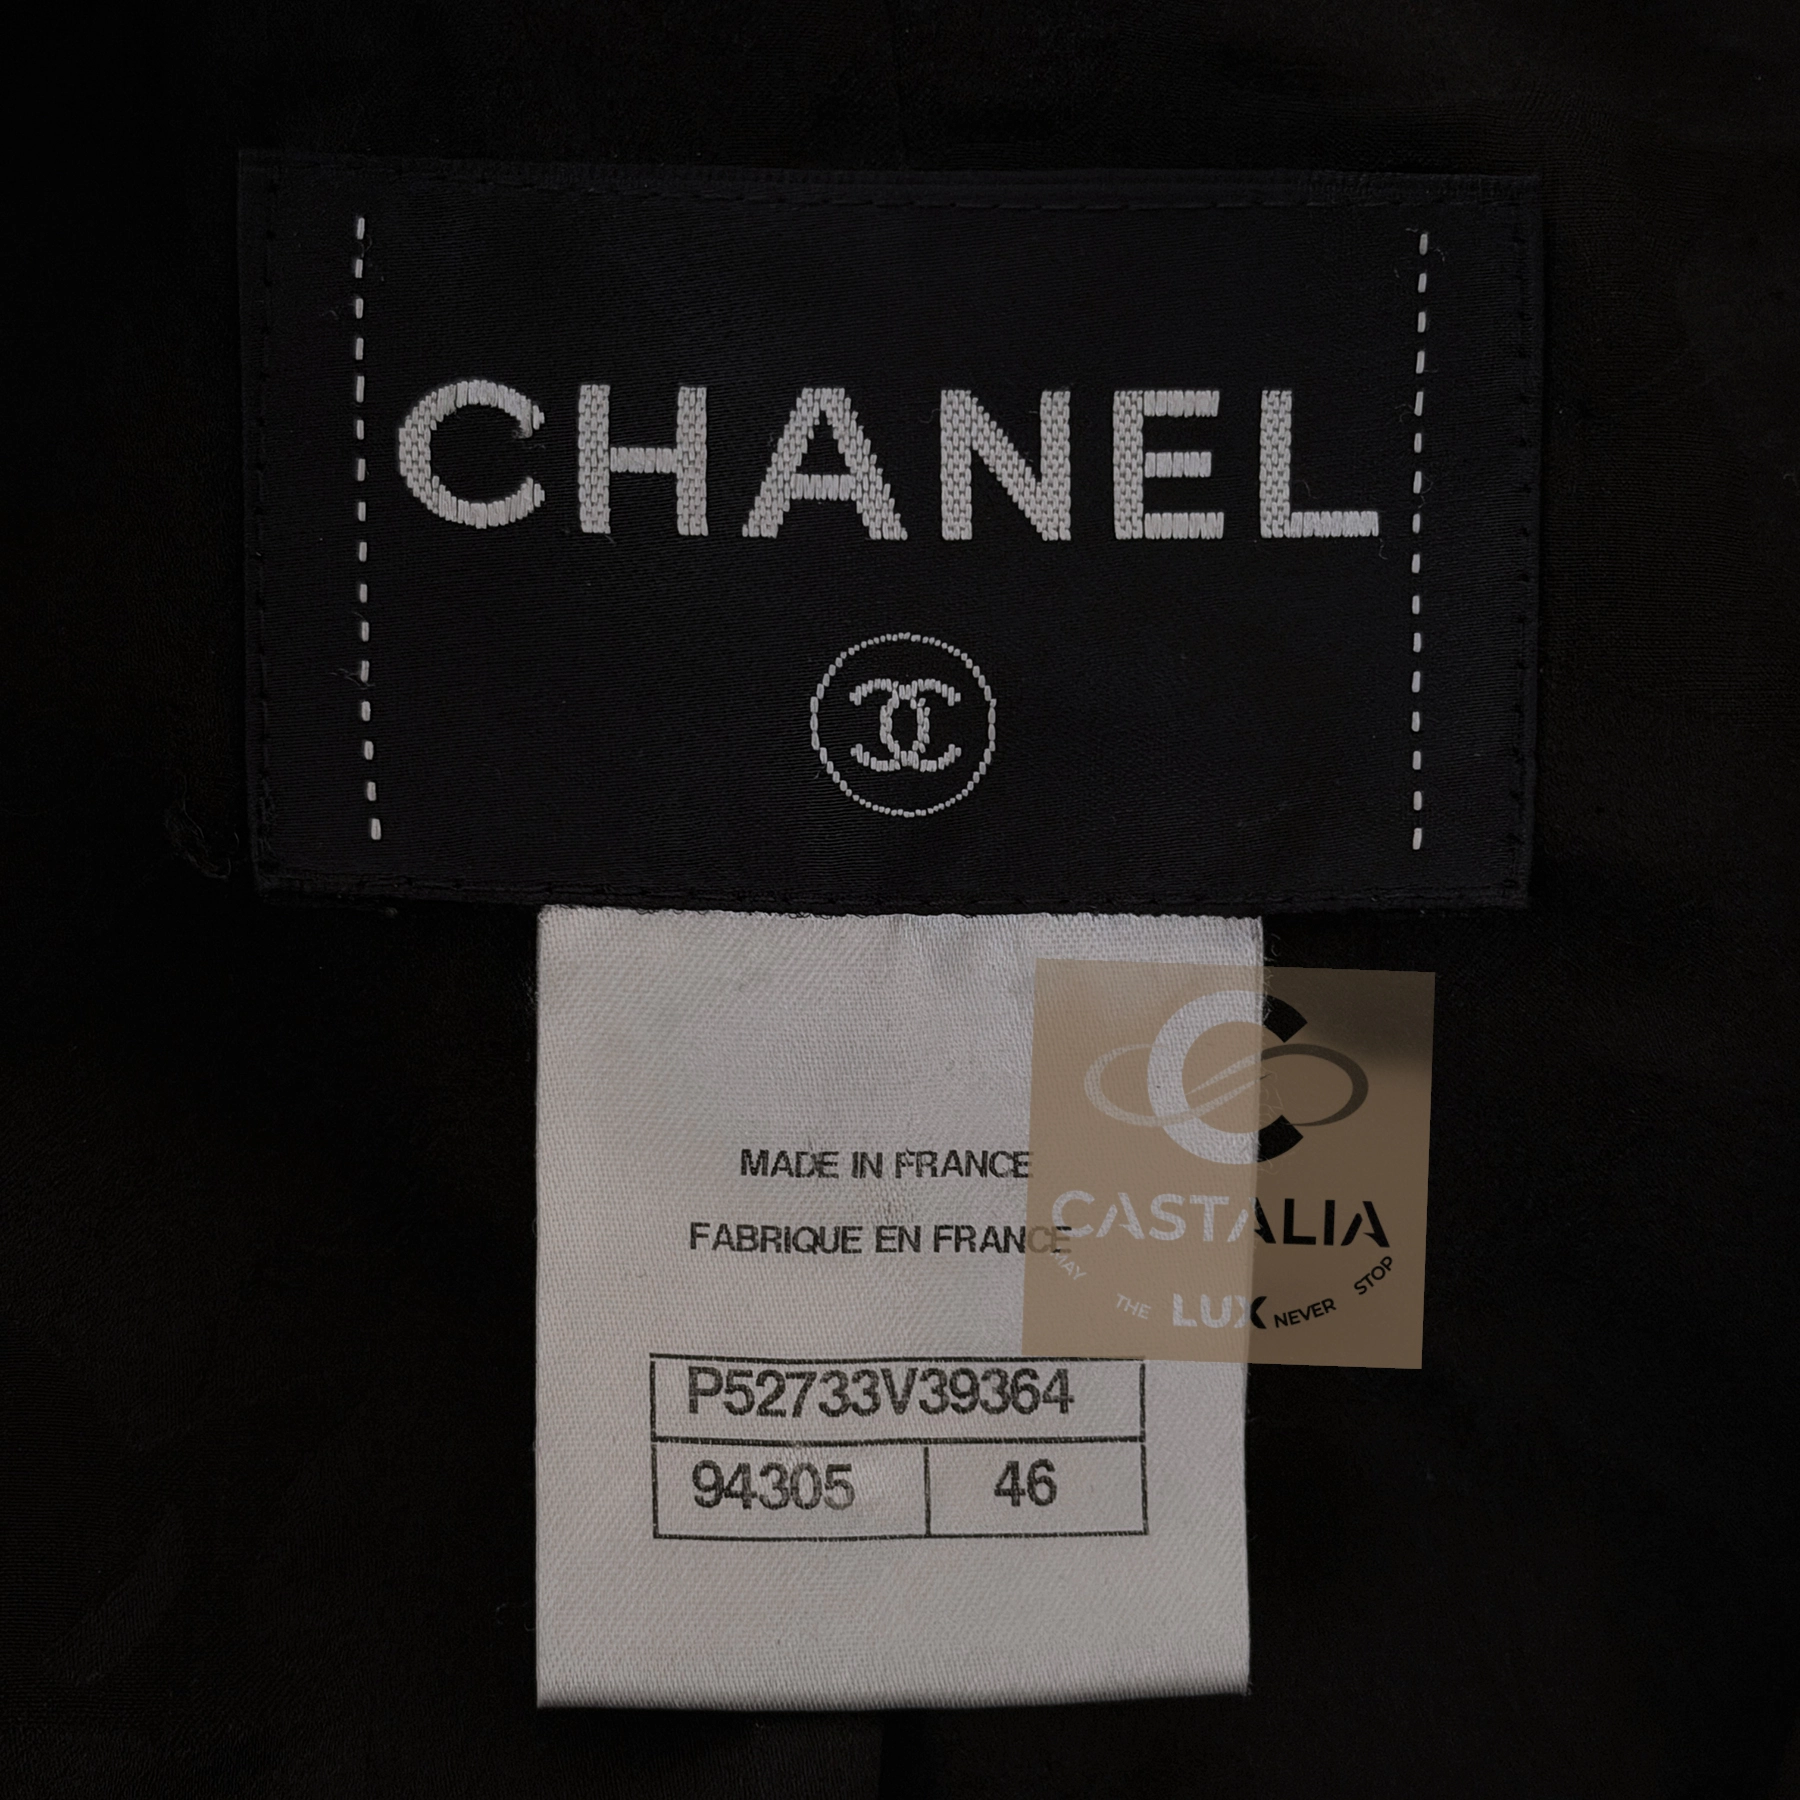 CHANEL
MADE IN FRANCE
FABRIQUE EN FRANCE
CASTALIA
MAY THE LUX NEVER STOP
P52733V39364
94305 46